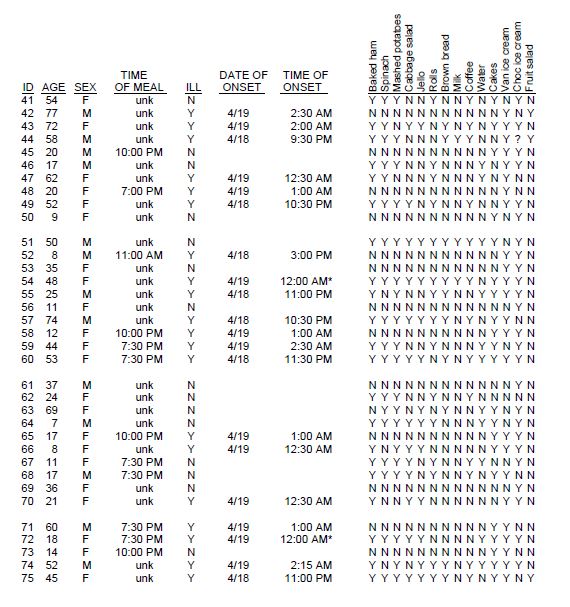 ID AGE SEX TIME OF MEAL ILL DATE OF ONSET TIME OF ONSET Baked ham Spinach Mashed potatoes Cabbage salad Jello Rolls Brown bread Milk Coffee Water Cakes Van ice cream Choc ice cream Fruit salad
41 54 F unk N Y Y Y N N Y N N Y N N Y Y N
42 77 M unk Y 4/19 2:30 AM N N N N N N N N N N N Y N Y
43 72 F unk Y 4/19 2:00 AM Y N N Y Y N Y N Y N Y Y Y N
44 58 M unk Y 4/18 9:30 PM Y Y Y N N N Y N N N Y Y ? Y
45 20 M 10:00 PM N N N N N N N N N N N N Y Y N
46 17 M unk N Y Y Y N N Y N N N N Y N Y N
47 62 F unk Y 4/19 12:30 AM Y Y N N N Y N N N N Y Y Y N
48 20 F 7:00 PM Y 4/19 1:00 AM N N N N N N N N N N N Y N N
49 52 F unk Y 4/18 10:30 PM Y Y Y Y N N N N Y N N Y Y N
50 9 F unk N N N N N N N N N N N Y N Y N
51 50 M unk N Y Y Y Y Y Y Y Y Y Y N Y N
52 8 M 11:00 AM Y 4/18 3:00 PM N N N N N N N N N N N Y Y N
53 35 F unk N N N N N N N N N N N N Y Y N
54 48 F unk Y 4/19 12:00 AM* Y Y Y Y Y Y Y Y N N Y Y Y N
55 25 M unk Y 4/18 11:00 PM Y N Y Y N N Y Y N N Y Y Y N
56 11 F unk N N N N N N N N N N N N N Y N
57 74 M unk Y 4/18 10:30 PM Y Y Y Y Y Y Y N Y Y Y N N
58 12 F 10:00 PM Y 4/19 1:00 AM N N N N N N N N N N Y Y Y N
59 44 F 7:30 PM Y 4/19 2:30 AM Y Y Y N Y N N Y N Y Y Y N
60 53 F 7:30 PM Y 4/18 11:30 PM Y Y Y Y Y N Y N Y Y Y Y Y N
61 37 M unk N N N N N N N N N N N N N Y N
62 24 F unk N Y Y Y N N Y N N Y N N N N N
63 69 F unk N N Y Y N Y N Y N N Y Y N Y N
64 7 M unk N Y Y Y Y Y Y Y N Y N Y N
65 17 F 10:00 PM Y 4/19 1:00 AM N N N N N N N N N N Y Y Y N
66 8 F unk Y 4/19 12:30 AM Y N Y Y Y N N N N N Y Y Y N
67 11 F 7:30 PM N Y Y Y Y N Y N N Y Y N N Y N
68 17 M 7:30 PM N Y Y Y Y N Y Y N N N Y Y N
69 36 F unk N N N N N N N N N N N N N Y N
70 21 F unk Y 4/19 12:30 AM Y N Y Y N Y N N N N N Y Y N
71 60 M 7:30 PM Y 4/19 1:00 AM N N N N N N N N N N Y Y N N
72 18 F 7:30 PM Y 4/19 12:00 AM* Y Y Y Y Y Y Y N N Y Y Y Y N
73 14 F 10:00 PM N N N N N N N N N N N Y Y Y N
74 52 M unk Y 4/19 2:15 AM Y N Y N Y Y Y N Y Y Y Y Y N
75 45 F unk Y 4/18 11:00 PM Y Y Y Y Y Y Y N Y Y Y N Y